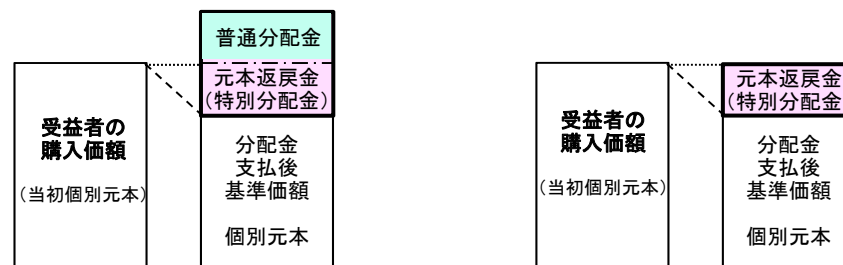 普通分配金
元本返戻金
(特別分配金)
受益者の
購入価額
(当初個別元本)
分配金
支払後
基準価額
個別元本
元本返戻金
(特別分配金
受益者の
購入価額
(当初個別元本)
分配金
支払後
基準価額
個別元本